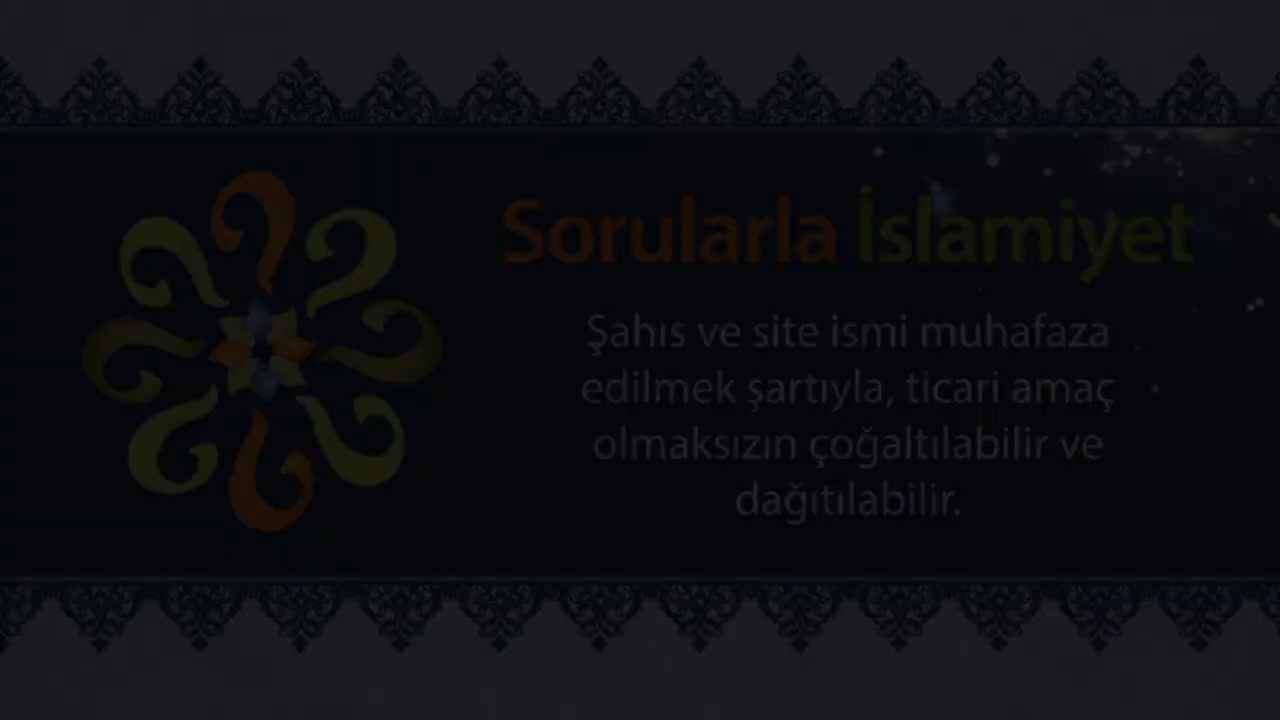 Sorularla İslamiyet
Şahıs ve site ismi muhafaza
edilmek şartıyla, ticari amaç
olmaksızın çoğaltılabilir ve
dağıtılabilir.